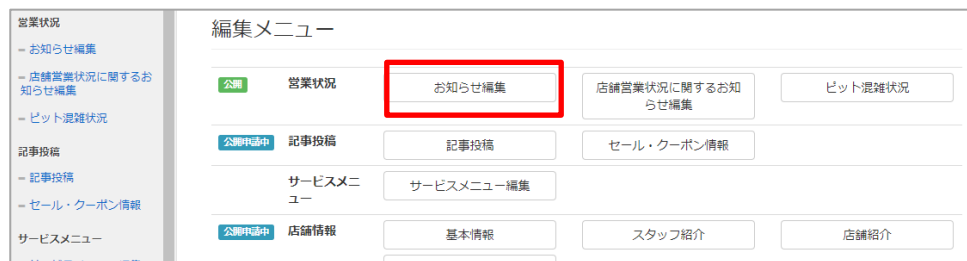 営業状況
お知らせ編集
店舗営業状況に関するお
知らせ編集
ピット混雑状況
記事投稿
記事投稿
セール・クーポン情報
サービスメニュー
編集メニュー
公開 営業状況 お知らせ編集 店舗営業状況に関するお知 ピット混雑状況
らせ編集
公開申請中 記事投稿 記事投稿 セール・クーポン情報
サービスメニ サービスメニュー編集
ュー
公開申請中 店舗情報 基本情報 スタッフ紹介 店舗紹介